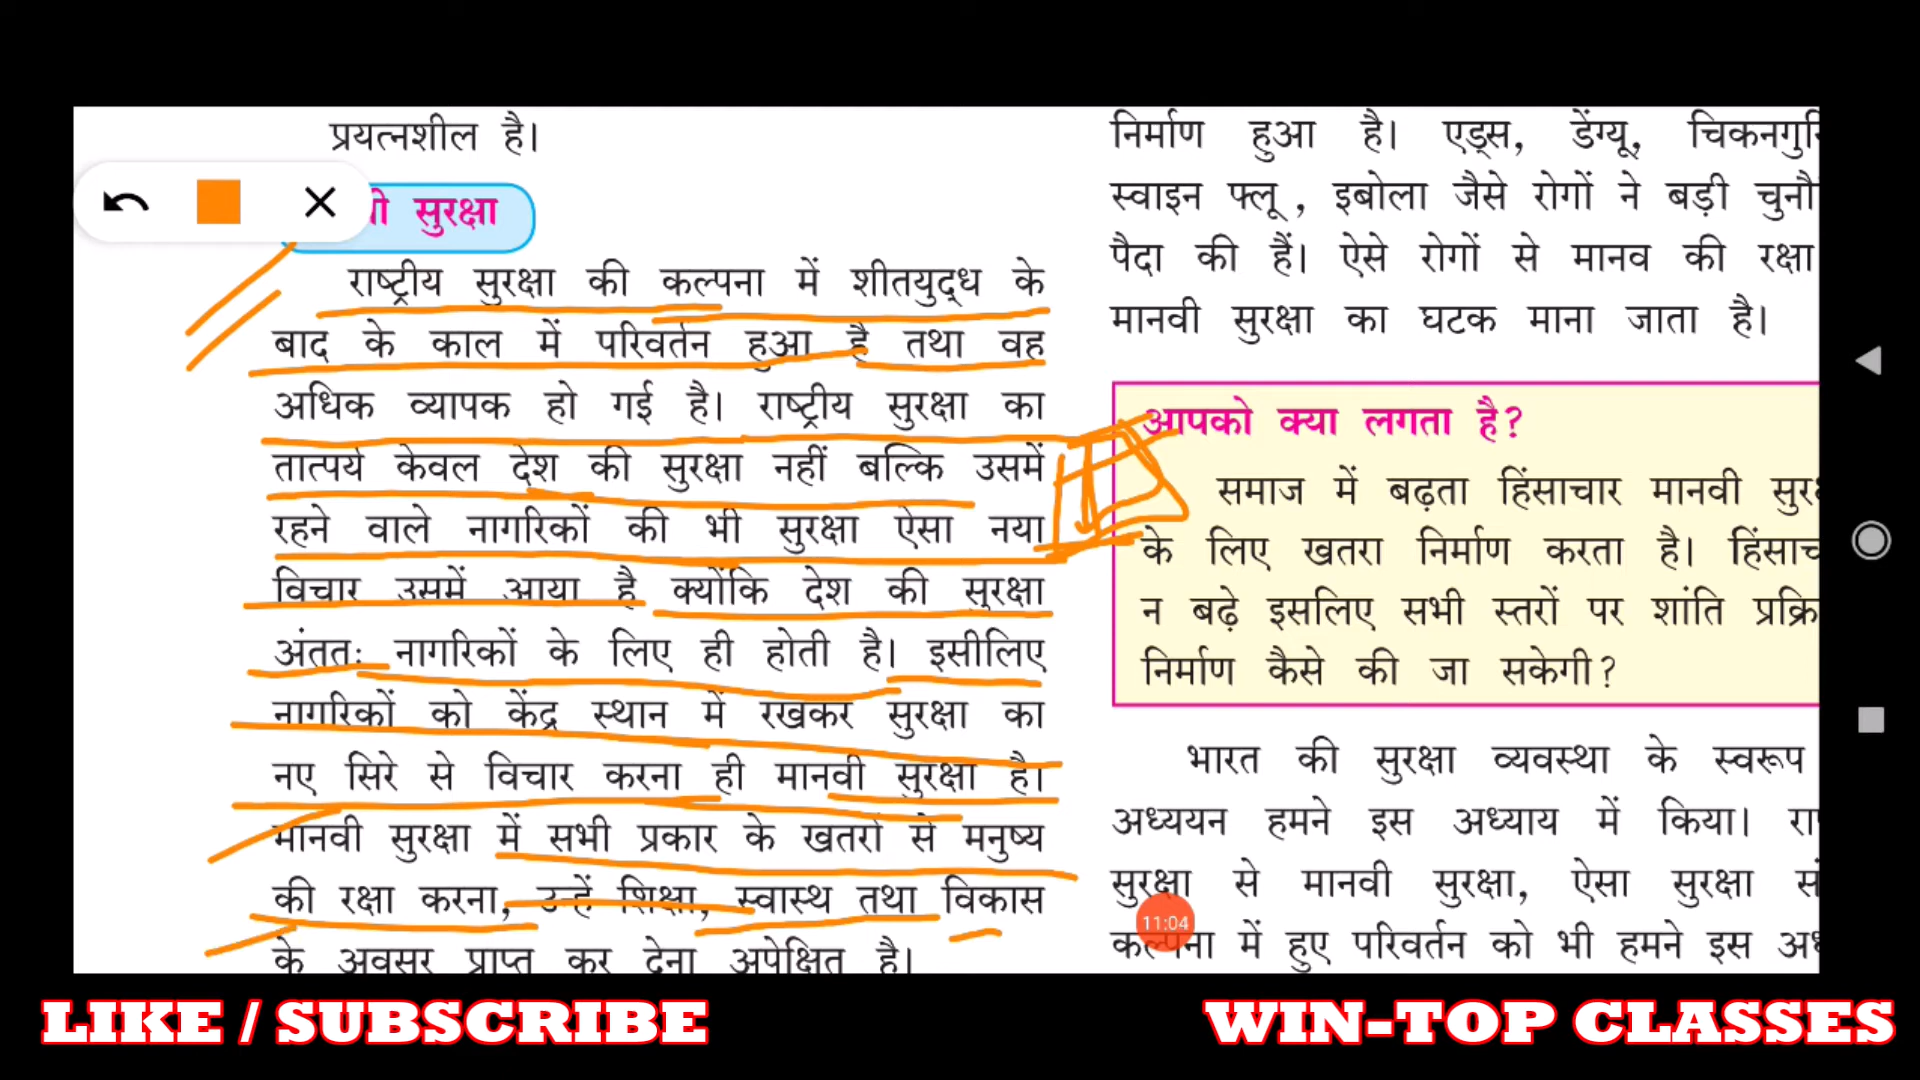 प्रयत्नशील है।
सुरक्षा
राष्ट्रीय सुरक्षा की कल्पना में शीतयुद्ध के
बाद के काल में परिवर्तन हुआ है तथा वह
अधिक व्यापक हो गई है। राष्ट्रीय सुरक्षा का
तात्पर्य केवल देश की सुरक्षा नहीं बल्कि उसमें
रहने वाले नागरिकों की भी सुरक्षा ऐसा नया
विचार उसमें आया है क्योंकि देश की सुरक्षा
अंततः नागरिकों के लिए ही होती है। इसीलिए
नागरिकों को केंद्र स्थान में रखकर सुरक्षा का
नए सिरे से विचार करना ही मानवी सुरक्षा है।
मानवी सुरक्षा में सभी प्रकार के खतरों से मनुष्य
की रक्षा करना, उन्हें शिक्षा, स्वास्थ तथा विकास
के अवसर प्राप्त कर देना अपेक्षित है।
निर्माण हुआ है। एड्स, डेंग्यू,
स्वाइन फ्लू, इबोला जैसे रोगों ने बड़ी
पैदा की हैं। ऐसे रोगों से मानव की रक्षा
मानवी सुरक्षा का घटक माना जाता है।
आपको क्या लगता है?
समाज में बढ़ता हिंसाचार मानवी
के लिए खतरा निर्माण करता है।
न बढ़े इसलिए सभी स्तरों पर शांति
निर्माण कैसे की जा सकेगी?
भारत की सुरक्षा व्यवस्था के स्वरूप
अध्ययन हमने इस अध्याय में किया।
सुरक्षा से मानवी सुरक्षा, ऐसा सुरक्षा
कल्पना में हुए परिवर्तन को भी हमने इस
11:04
LIKE / SUBSCRIBE
WIN-TOP CLASSES